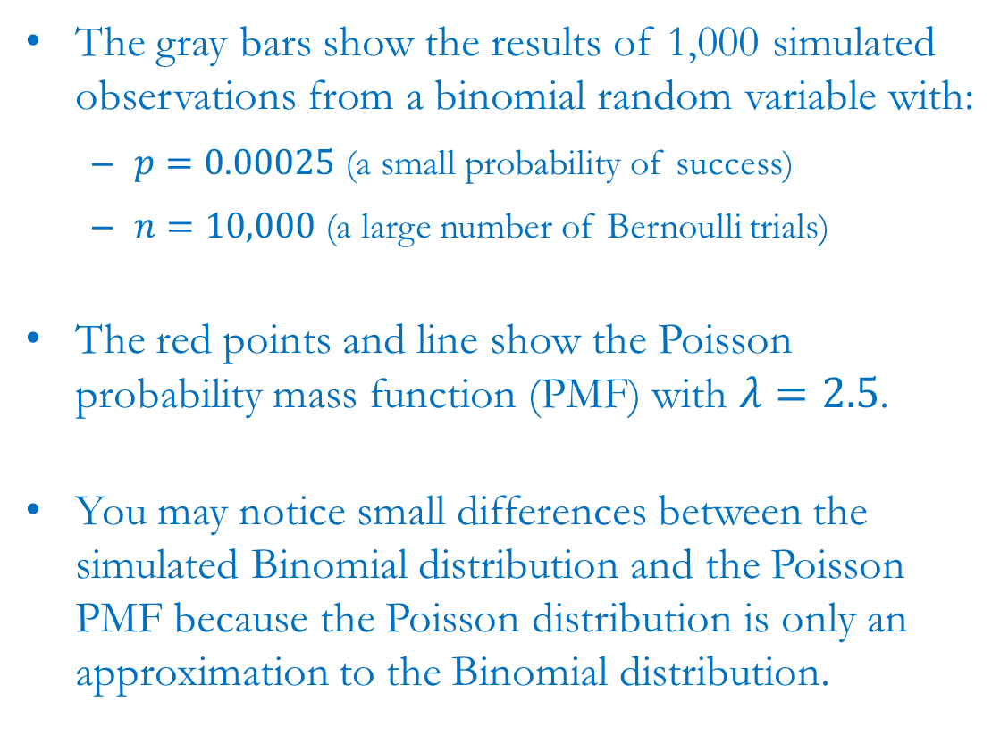 • The gray bars show the results of 1,000 simulated
observations from a binomial random variable with:
– p = 0.00025 (a small probability of success)
– n = 10,000 (a large number of Bernoulli trials)
• The red points and line show the Poisson
probability mass function (PMF) with λ = 2.5.
• You may notice small differences between the
simulated Binomial distribution and the Poisson
PMF because the Poisson distribution is only an
approximation to the Binomial distribution.